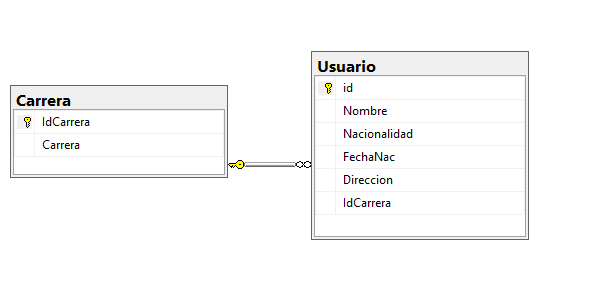 Carrera
IdCarrera
Carrera
Usuario
id
Nombre
Nacionalidad
FechaNac
Direccion
IdCarrera